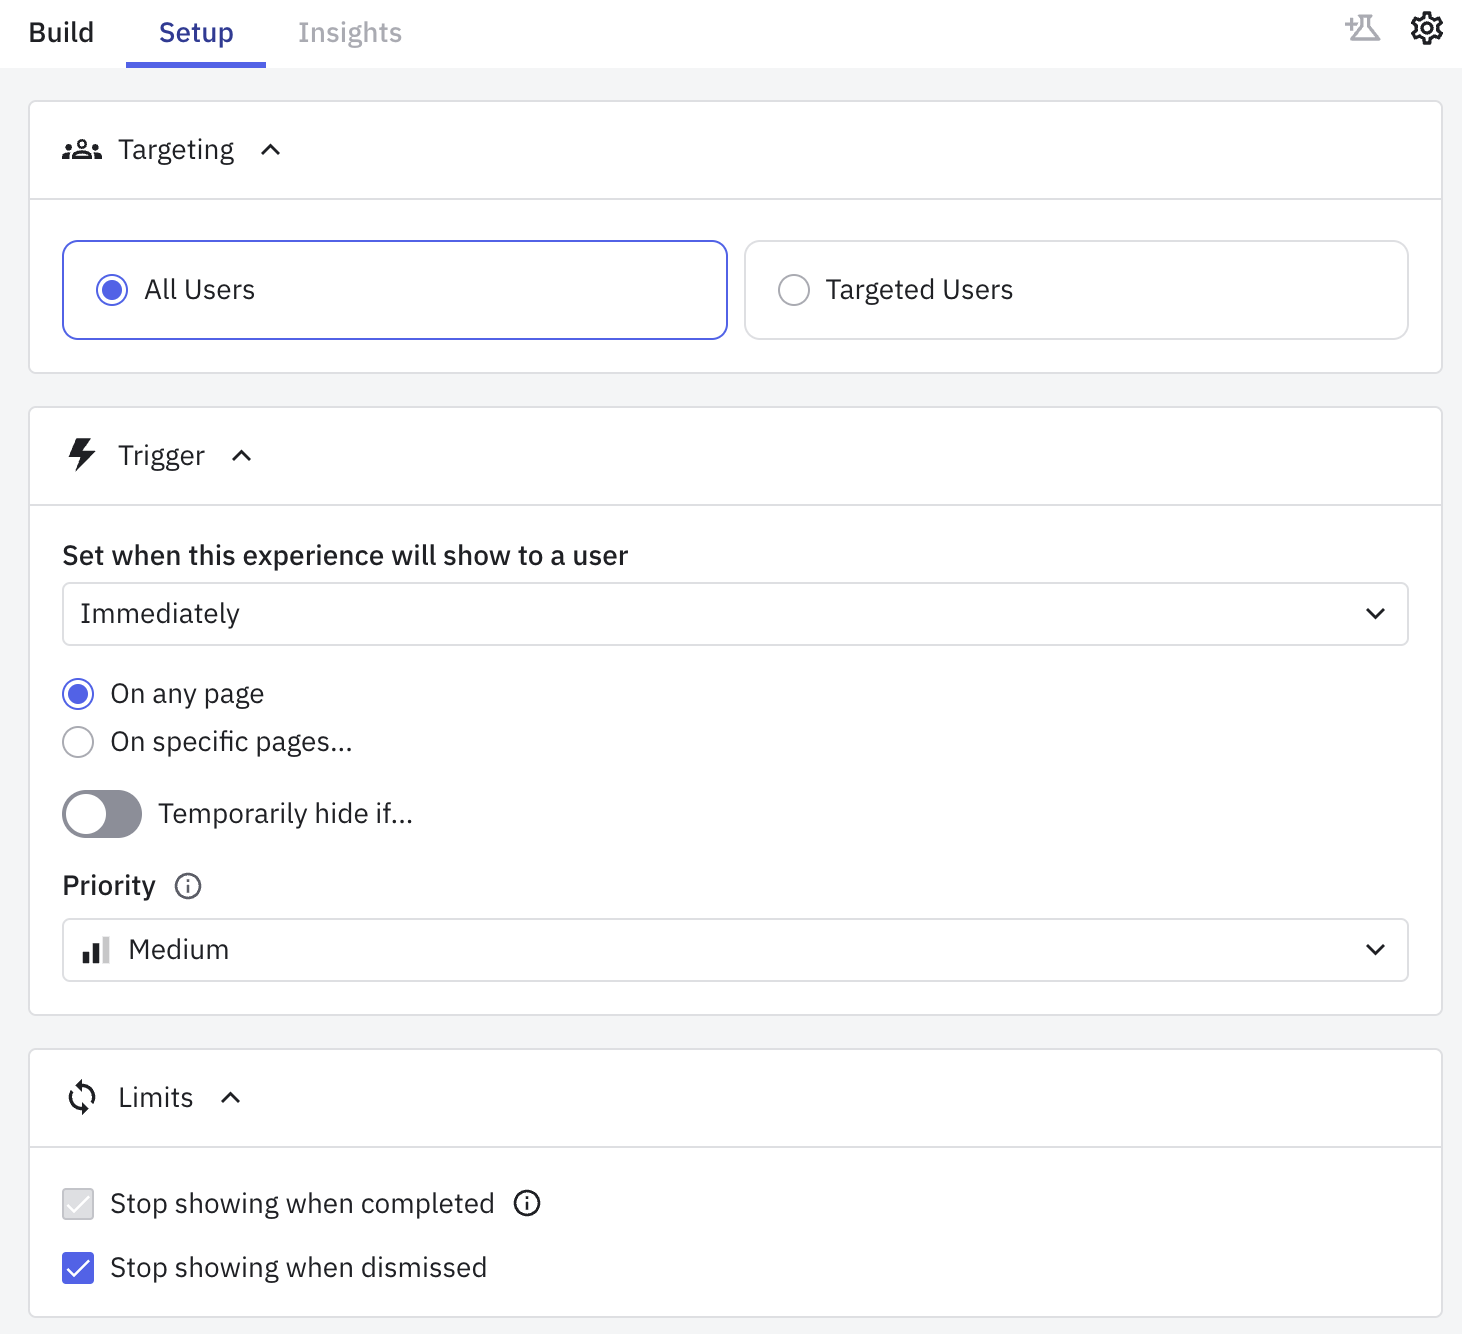 Build Setup Insights
Targeting
All Users Targeted Users
Trigger
Set when this experience will show to a user
Immediately
On any page
On specific pages...
Temporarily hide if...
Priority
Medium
Limits
Stop showing when completed
Stop showing when dismissed